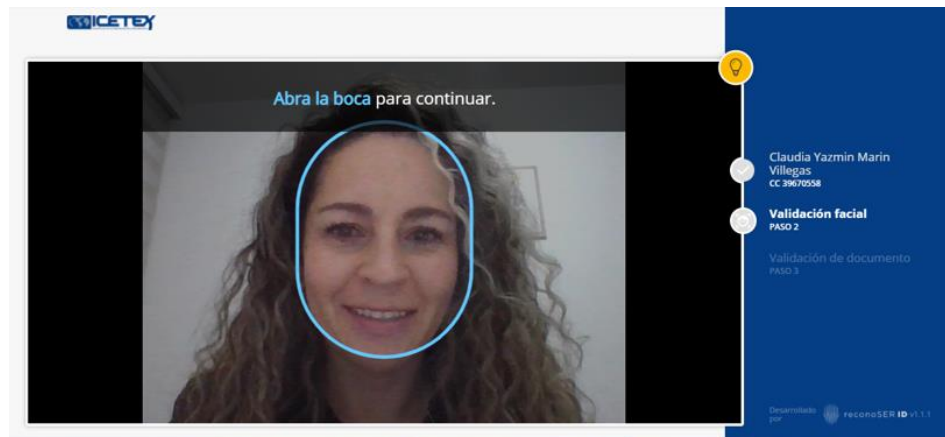 ICETEX
Abra la boca para continuar.
Claudia Yazmin Marin
Villegas
CC 39670558
Validación facial
PASO 2
Validación de documento
PASO 3
Desarrollado
por
reconoSER ID v1.1.1